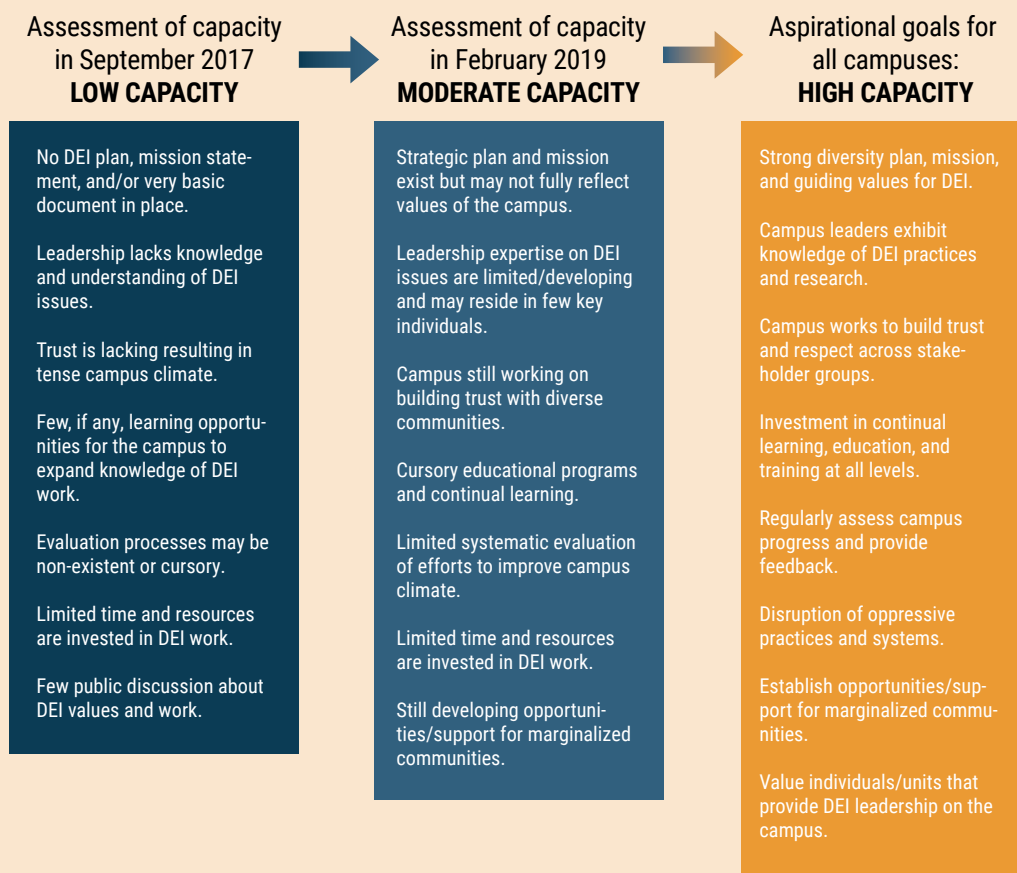 Assessment of capacity
in September 2017
LOW CAPACITY
No DEI plan, mission state-
ment, and/or very basic
document in place.
Leadership lacks knowledge
and understanding of DEI
issues.
Trust is lacking resulting in
tense campus climate.
Few, if any, learning opportu-
nities for the campus to
expand knowledge of DEI
work.
Evaluation processes may be
non-existent or cursory.
Limited time and resources
are invested in DEI work.
Few public discussion about
DEI values and work.
Assessment of capacity
in February 2019
MODERATE CAPACITY
Strategic plan and mission
exist but may not fully reflect
values of the campus.
Leadership expertise on DEI
issues are limited/developing
and may reside in few key
individuals.
Campus still working on
building trust with diverse
communities.
Cursory educational programs
and continual learning.
Limited systematic evaluation
of efforts to improve campus
climate.
Limited time and resources
are invested in DEI work.
Still developing opportuni-
ties/support for marginalized
communities.
Aspirational goals for
all campuses:
HIGH CAPACITY
Strong diversity plan, mission,
and guiding values for DEI.
Campus leaders exhibit
knowledge of DEI practices
and research.
Campus works to build trust
and respect across stake-
holder groups.
Investment in continual
learning, education, and
training at all levels.
Regularly assess campus
progress and provide
feedback.
Disruption of oppressive
practices and systems.
Establish opportunities/sup-
port for marginalized commu-
nities.
Value individuals/units that
provide DEI leadership on the
campus.